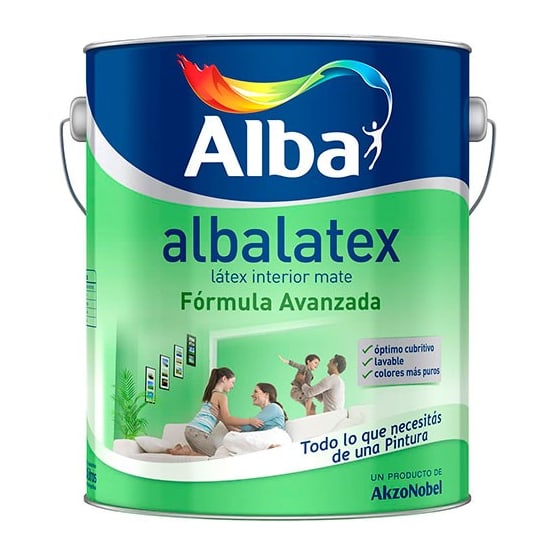 Alba
albalatex
látex interior mate
Fórmula Avanzada
óptimo cubritivo
lavable
colores más puros
Todo lo que necesitás
de una Pintura
UN PRODUCTO DE
AkzoNobel